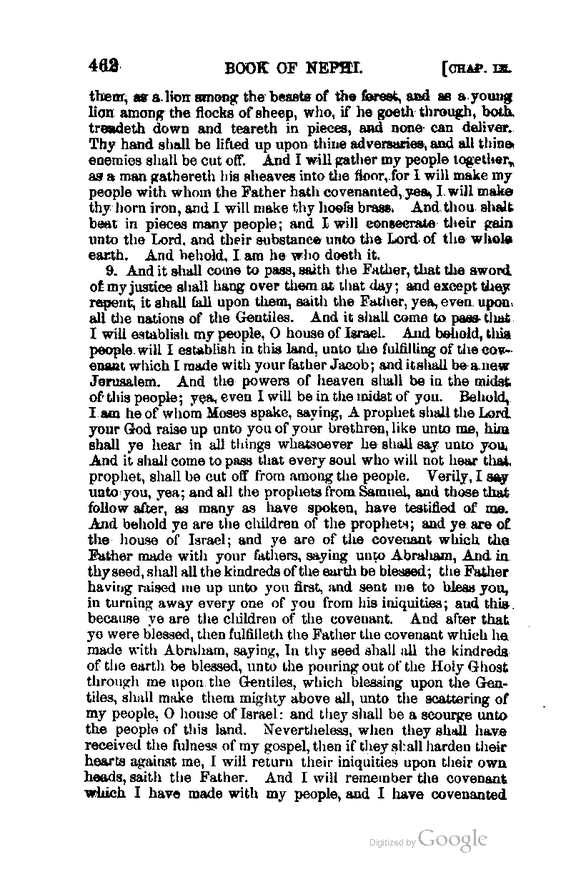 462 BOOK OF NEPHI. [CHAP. IX.
them, as a lion among the beasts of the forest, and as a young
lion among the flocks of sheep, who, if he goeth through, both
treadeth down and teareth in pieces, and none can deliver.
Thy hand shall be lifted up upon thine adversaries, and all thine
enemies shall be cut off. And I will gather my people together,
as a man gathereth his sheaves into the floor, for I will make my
people with whom the Father hath covenanted, yea, I will make
thy horn iron, and I will make thy hoofs brass. And thou shalt
beat in pieces many people; and I will consecrate their gain
unto the Lord, and their substance unto the Lord of the whole
earth. And behold, I am he who doeth it.
9. And it shall come to pass, saith the Father, that the sword
of my justice shall hang over them at that day; and except they
repent, it shall fall upon them, saith the Father, yea, even upon
all the nations of the Gentiles. And it shall come to pass that
I will establish my people, O house of Israel. And behold, this
people will I establish in this land, unto the fulfilling of the cov-
enant which I made with your father Jacob; and it shall be a new
Jerusalem. And the powers of heaven shall be in the midst
of this people; yea, even I will be in the midst of you. Behold,
I am he of whom Moses spake, saying, A prophet shall the Lord
your God raise up unto you of your brethren, like unto me, him
shall ye hear in all things whatsoever he shall say unto you.
And it shall come to pass that every soul who will not hear that
prophet, shall be cut off from among the people. Verily, I say
unto you, yea; and all the prophets from Samuel, and those that
follow after, as many as have spoken, have testified of me.
And behold ye are the children of the prophets; and ye are of
the house of Israel; and ye are of the covenant which the
Father made with your fathers, saying unto Abraham, And in
thy seed, shall all the kindreds of the earth be blessed; the Father
having raised me up unto you first, and sent me to bless you,
in turning away every one of you from his iniquities; and this
because ye are the children of the covenant. And after that
ye were blessed, then fulfilleth the Father the covenant which he
made with Abraham, saying, In thy seed shall all the kindreds
of the earth be blessed, unto the pouring out of the Holy Ghost
through me upon the Gentiles, which blessing upon the Gen-
tiles, shall make them mighty above all, unto the scattering of
my people, O house of Israel: and they shall be a scourge unto
the people of this land. Nevertheless, when they shall have
received the fulness of my gospel, then if they shall harden their
hearts against me, I will return their iniquities upon their own
heads, saith the Father. And I will remember the covenant
which I have made with my people, and I have covenanted
Digitized by Google